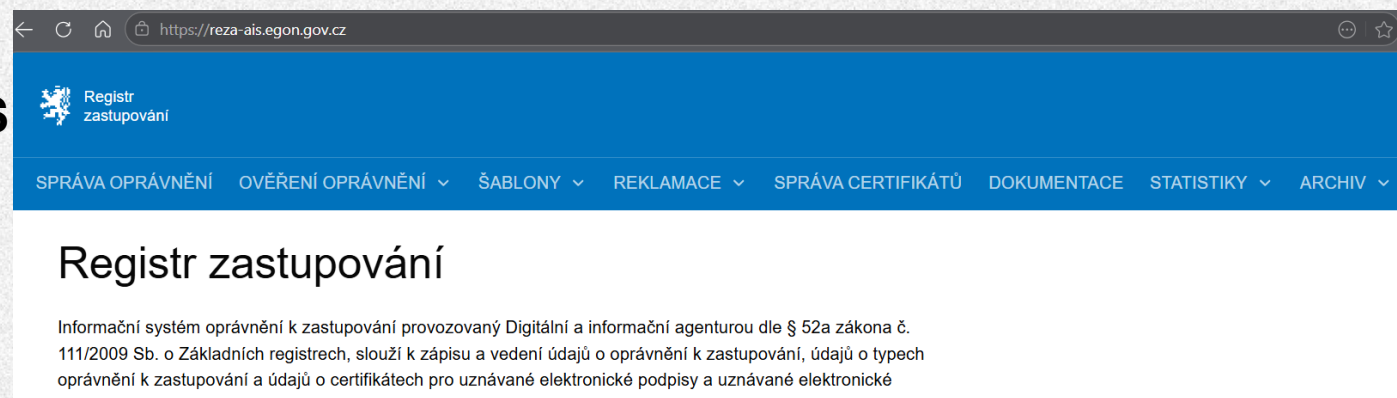 https://reza-ais.egon.gov.cz
Registr
zastupování
SPRÁVA OPRÁVNĚNÍ OVĚŘENÍ OPRÁVNĚNÍ ŠABLONY REKLAMACE SPRÁVA CERTIFIKÁTŮ DOKUMENTACE STATISTIKY ARCHIV
Registr zastupování
Informační systém oprávnění k zastupování provozovaný Digitální a informační agenturou dle § 52a zákona č.
111/2009 Sb. o Základních registrech, slouží k zápisu a vedení údajů o oprávnění k zastupování, údajů o typech
oprávnění k zastupování a údajů o certifikátech pro uznávané elektronické podpisy a uznávané elektronické